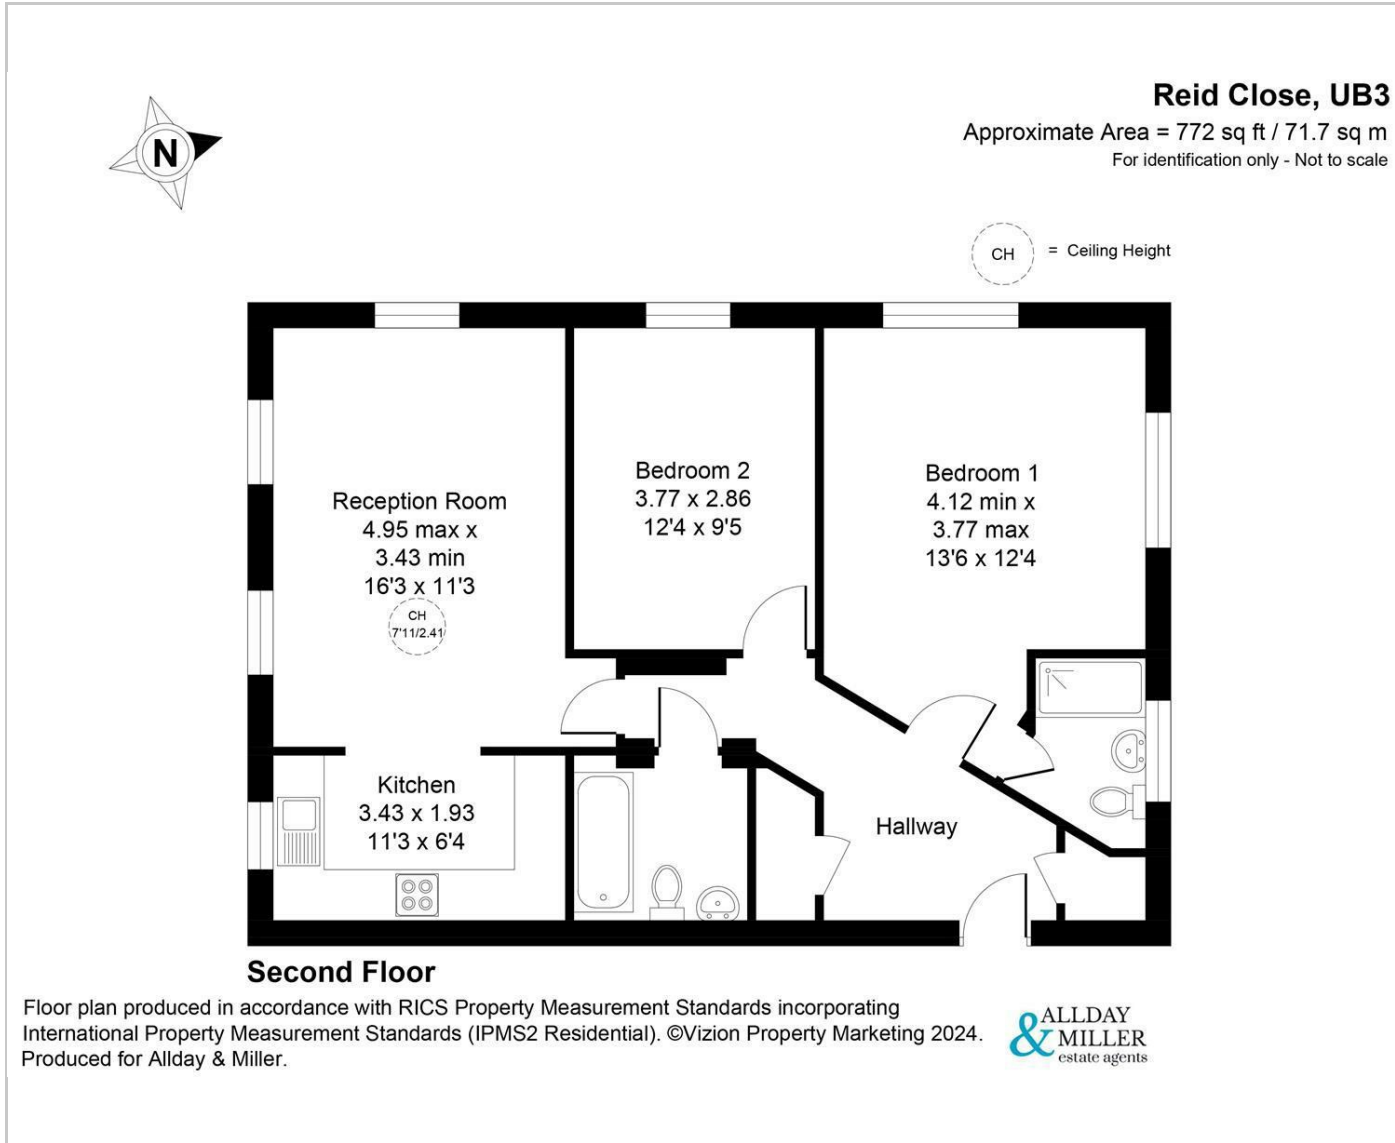 Reid Close, UB3
Approximate Area = 772 sq ft / 71.7 sq m
For identification only - Not to scale
N
CH = Ceiling Height
Reception Room
4.95 max x
3.43 min
16'3 x 11'3
CH
7'11/2.41
Bedroom 2
3.77 x 2.86
12'4 x 9'5
Bedroom 1
4.12 min x
3.77 max
13'6 x 12'4
Kitchen
3.43 x 1.93
11'3 x 6'4
Hallway
Second Floor
Floor plan produced in accordance with RICS Property Measurement Standards incorporating
International Property Measurement Standards (IPMS2 Residential). ©Vizion Property Marketing 2024.
Produced for Allday & Miller.
ALLDAY
& MILLER
estate agents